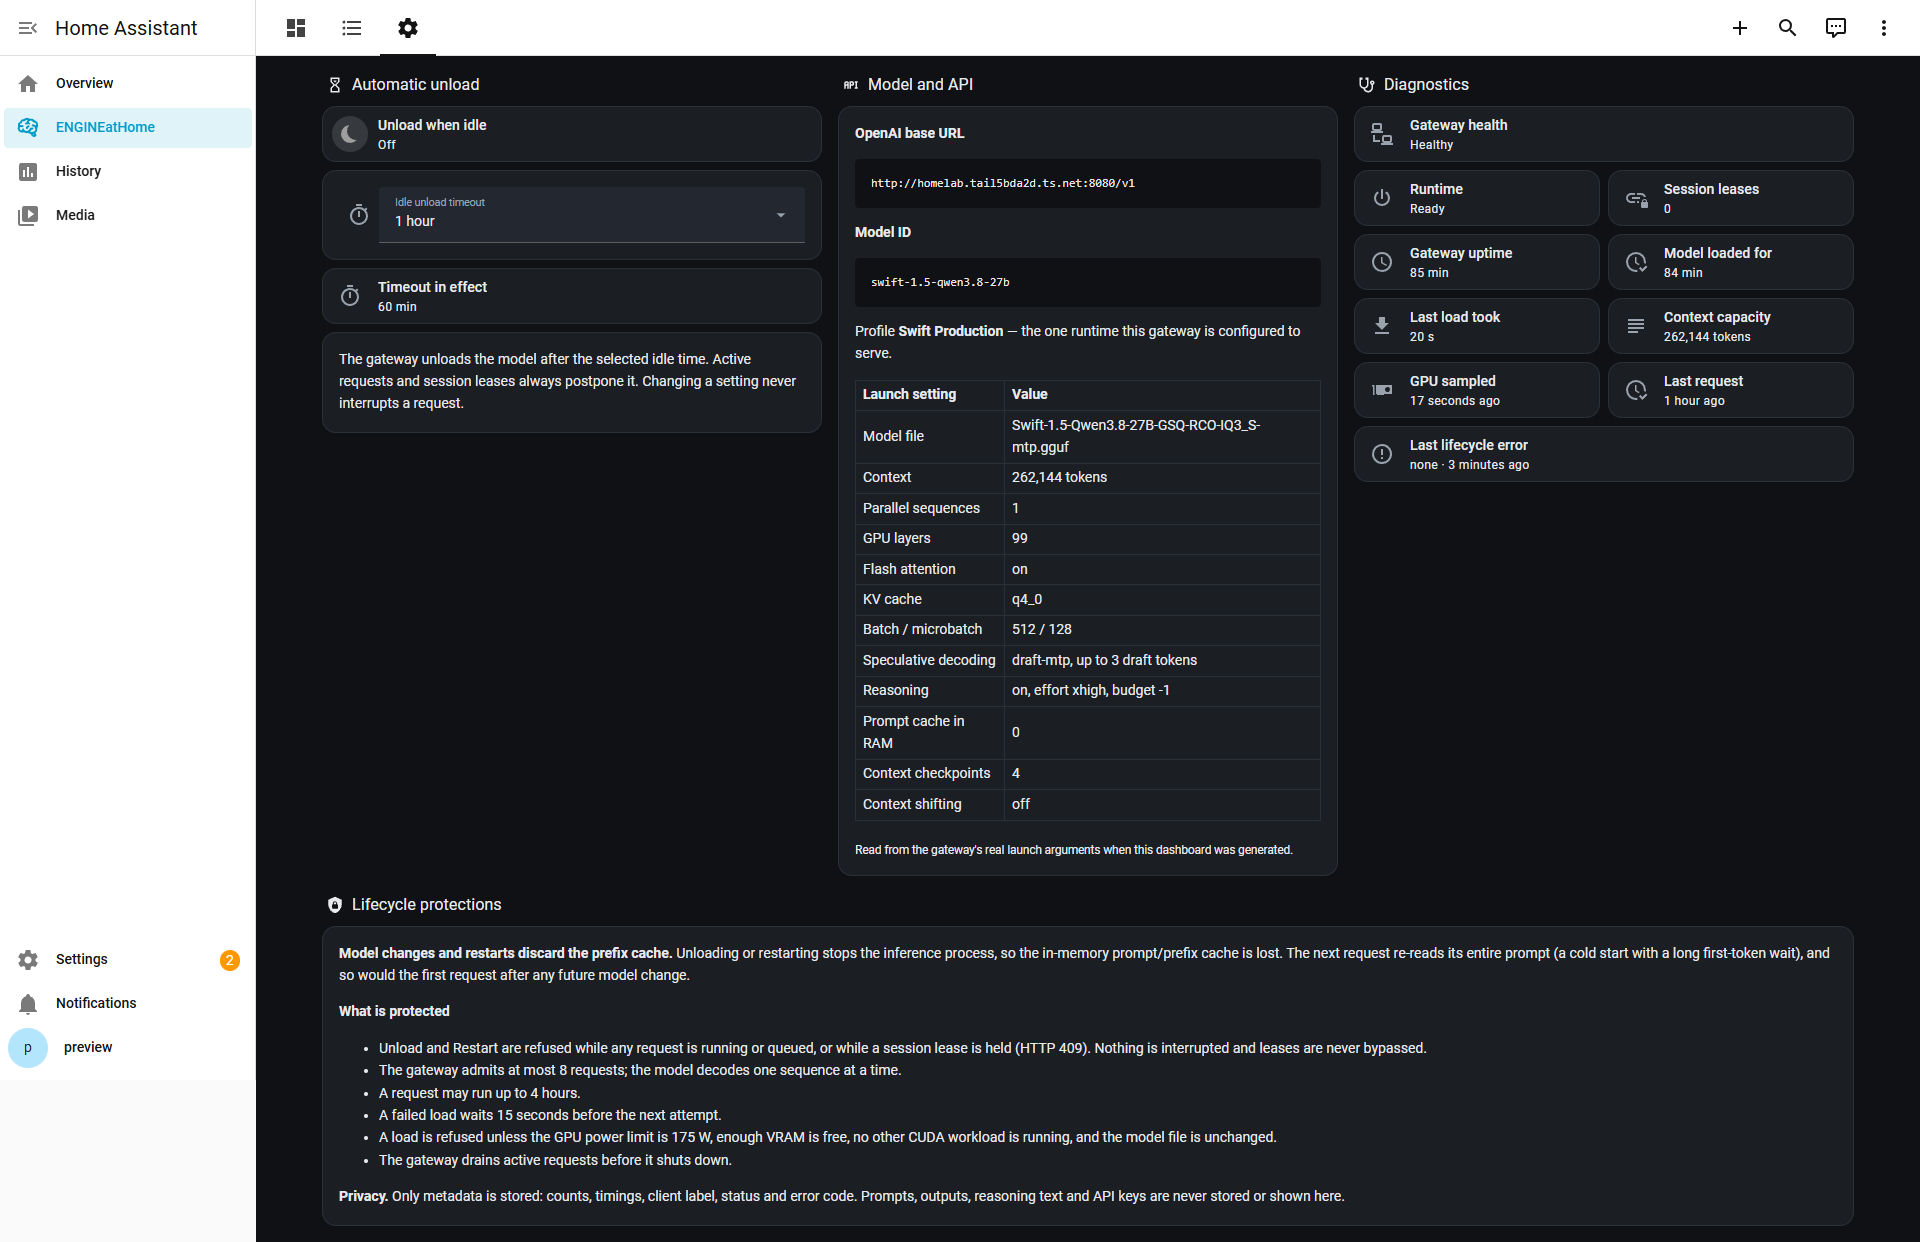 Home Assistant
Overview
ENGINEatHome
History
Media
Settings
2
Notifications
p
preview
Automatic unload
Unload when idle
Off
Idle unload timeout
1 hour
Timeout in effect
60 min
The gateway unloads the model after the selected idle time. Active
requests and session leases always postpone it. Changing a setting never
interrupts a request.
API Model and API
OpenAI base URL
http://homelab.tail5bda2d.ts.net:8080/v1
Model ID
swift-1.5-qwen3.8-27b
Profile Swift Production — the one runtime this gateway is configured to
serve.
Launch setting Value
Model file Swift-1.5-Qwen3.8-27B-GSQ-RCO-IQ3_S-
mtp.gguf
Context 262,144 tokens
Parallel sequences 1
GPU layers 99
Flash attention on
KV cache q4_0
Batch / microbatch 512 / 128
Speculative decoding draft-mtp, up to 3 draft tokens
Reasoning on, effort xhigh, budget -1
Prompt cache in
RAM 0
Context checkpoints 4
Context shifting off
Read from the gateway's real launch arguments when this dashboard was generated.
Diagnostics
Gateway health
Healthy
Runtime
Ready
Session leases
0
Gateway uptime
85 min
Model loaded for
84 min
Last load took
20 s
Context capacity
262,144 tokens
GPU sampled
17 seconds ago
Last request
1 hour ago
Last lifecycle error
none · 3 minutes ago
Lifecycle protections
Model changes and restarts discard the prefix cache. Unloading or restarting stops the inference process, so the in-memory prompt/prefix cache is lost. The next request re-reads its entire prompt (a cold start with a long first-token wait), and
so would the first request after any future model change.
What is protected
• Unload and Restart are refused while any request is running or queued, or while a session lease is held (HTTP 409). Nothing is interrupted and leases are never bypassed.
• The gateway admits at most 8 requests; the model decodes one sequence at a time.
• A request may run up to 4 hours.
• A failed load waits 15 seconds before the next attempt.
• A load is refused unless the GPU power limit is 175 W, enough VRAM is free, no other CUDA workload is running, and the model file is unchanged.
• The gateway drains active requests before it shuts down.
Privacy. Only metadata is stored: counts, timings, client label, status and error code. Prompts, outputs, reasoning text and API keys are never stored or shown here.